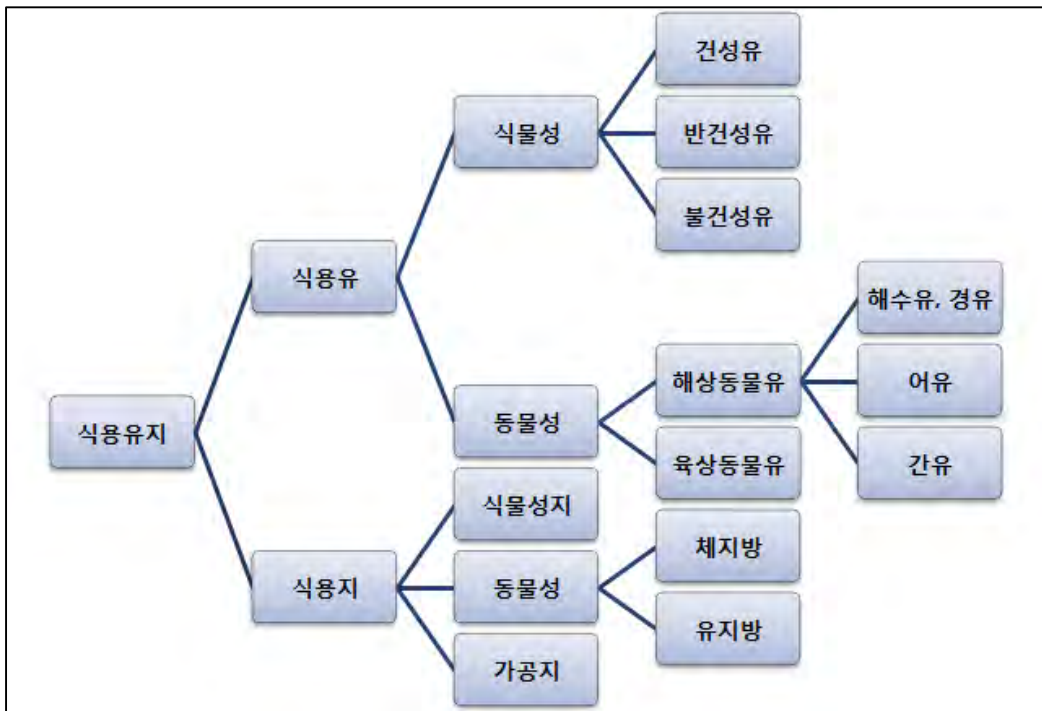 건성유
식물성
반건성유
불건성유
식용유
해수유, 경유
해상동물유
어유
식용유지
동물성
육상동물유
간유
식물성지
체지방
식용지
동물성
유지방
가공지